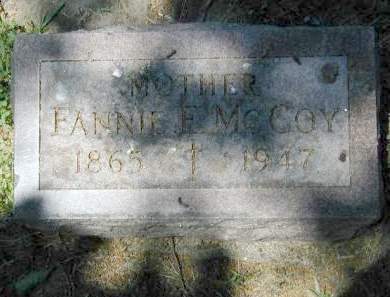 MOTHER
FANNIE E. MCCOY
1865 † 1947